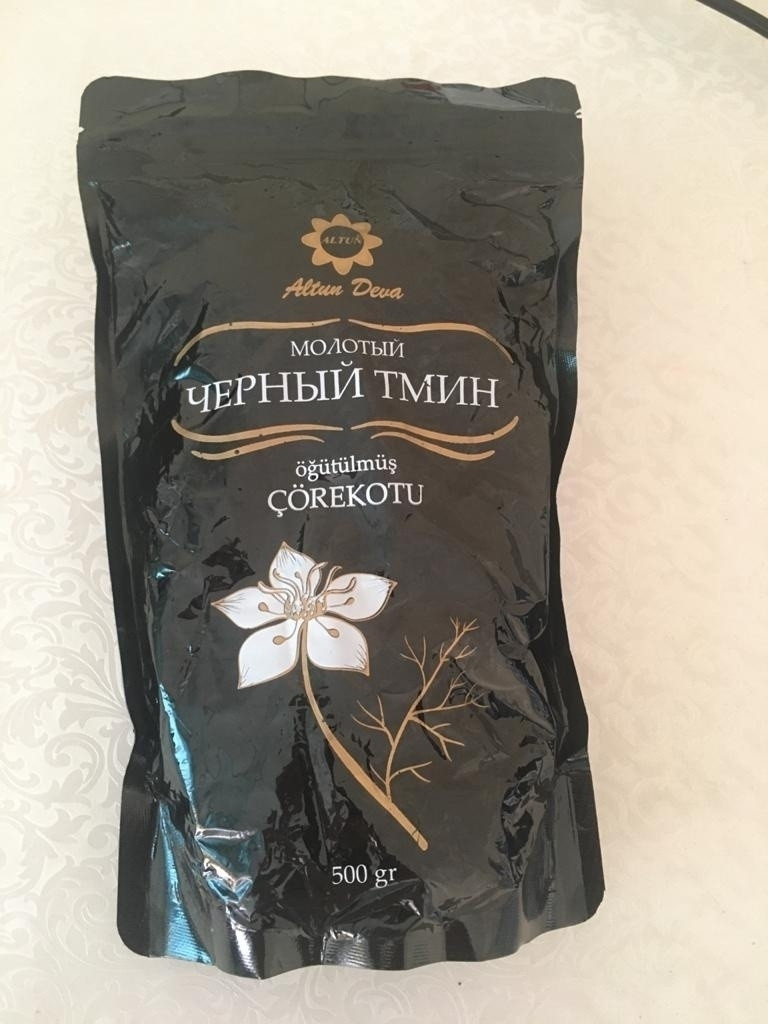 ALTUN
Altun Deva
МОЛОТЫЙ
ЧЕРНЫЙ ТМИН
öğütülmüş
ÇÖREKOTU
500 gr